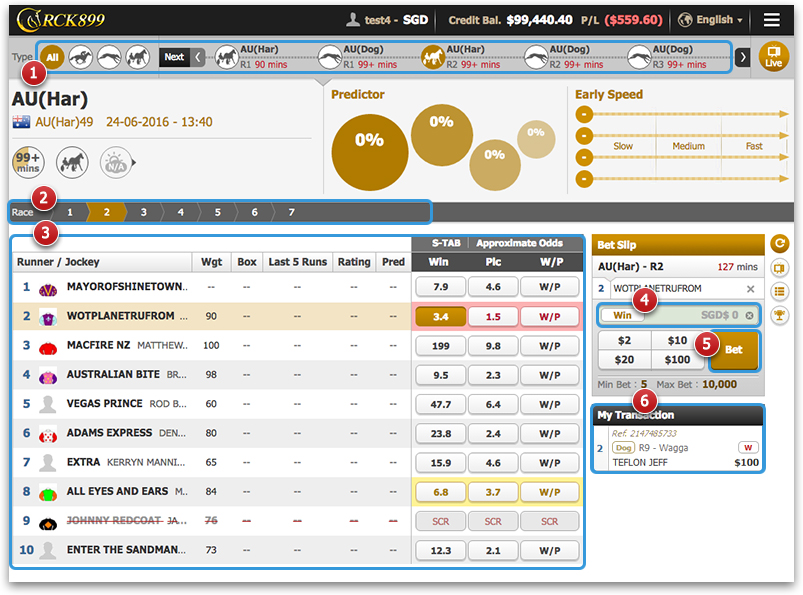 RCK899
test4 - SGD
Credit Bal. $99,440.40 P/L ($559.60)
English
Type All Next AU(Har) R1 90 mins AU(Dog) R1 99+ mins AU(Har) R2 99+ mins AU(Dog) R2 99+ mins AU(Dog) R3 99+ mins Live
1
AU(Har)
AU(Har)49 24-06-2016 - 13:40
99+ mins
N/A
Predictor
0% 0% 0% 0%
Early Speed
Slow Medium Fast
2
Race 1 2 3 4 5 6 7
3
S-TAB Approximate Odds
Runner / Jockey Wgt Box Last 5 Runs Rating Pred Win Plc W/P
1 MAYOROFSHINETOWN.. -- -- -- -- -- 7.9 4.6 W/P
2 WOTPLANETRUFROM ... 90 -- -- -- -- 3.4 1.5 W/P
3 MACFIRE NZ MATTHEW.. 100 -- -- -- -- 199 9.8 W/P
4 AUSTRALIAN BITE BR... 98 -- -- -- -- 9.5 2.3 W/P
5 VEGAS PRINCE ROD B... 60 -- -- -- -- 47.7 6.4 W/P
6 ADAMS EXPRESS DEN... 80 -- -- -- -- 23.8 2.4 W/P
7 EXTRA KERRYN MANNI... 65 -- -- -- -- 15.9 4.6 W/P
8 ALL EYES AND EARS M.. 84 -- -- -- -- 6.8 3.7 W/P
9 JOHNNY REDCOAT JA... 76 -- -- -- -- SCR SCR SCR
10 ENTER THE SANDMAN.. 73 -- -- -- -- 12.3 2.1 W/P
Bet Slip
AU(Har) - R2 127 mins
2 WOTPLANETRUFROM
4
Win SGD$ 0
$2 $10
$20 $100
5
Bet
Min Bet : 5 Max Bet : 10,000
6
My Transaction
Ref. 2147485733
2 Dog R9 - Wagga W
TEFLON JEFF $100